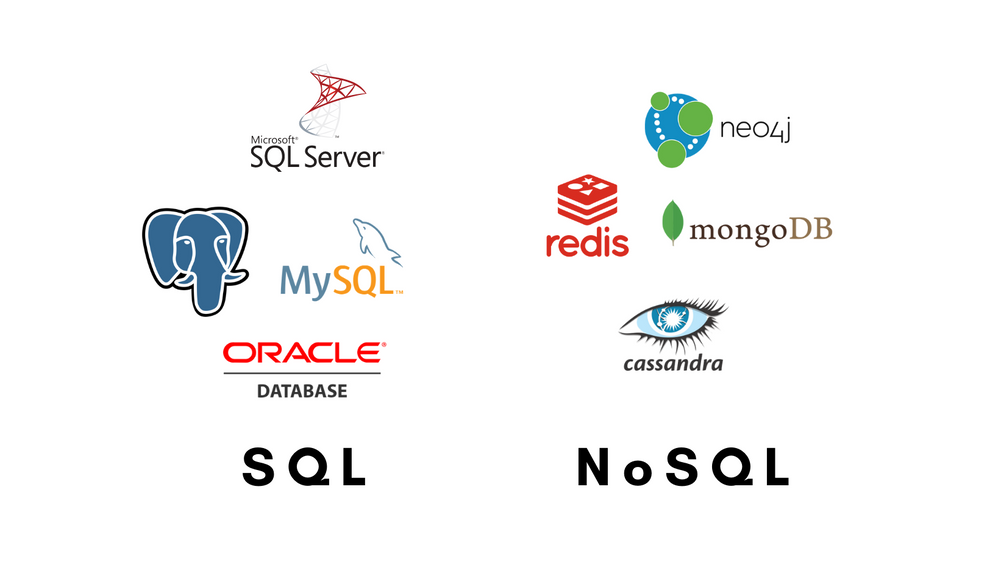 Microsoft®
SQL Server®
MySQL™
ORACLE®
DATABASE
SQL
neo4j
redis
mongoDB
cassandra
NoSQL